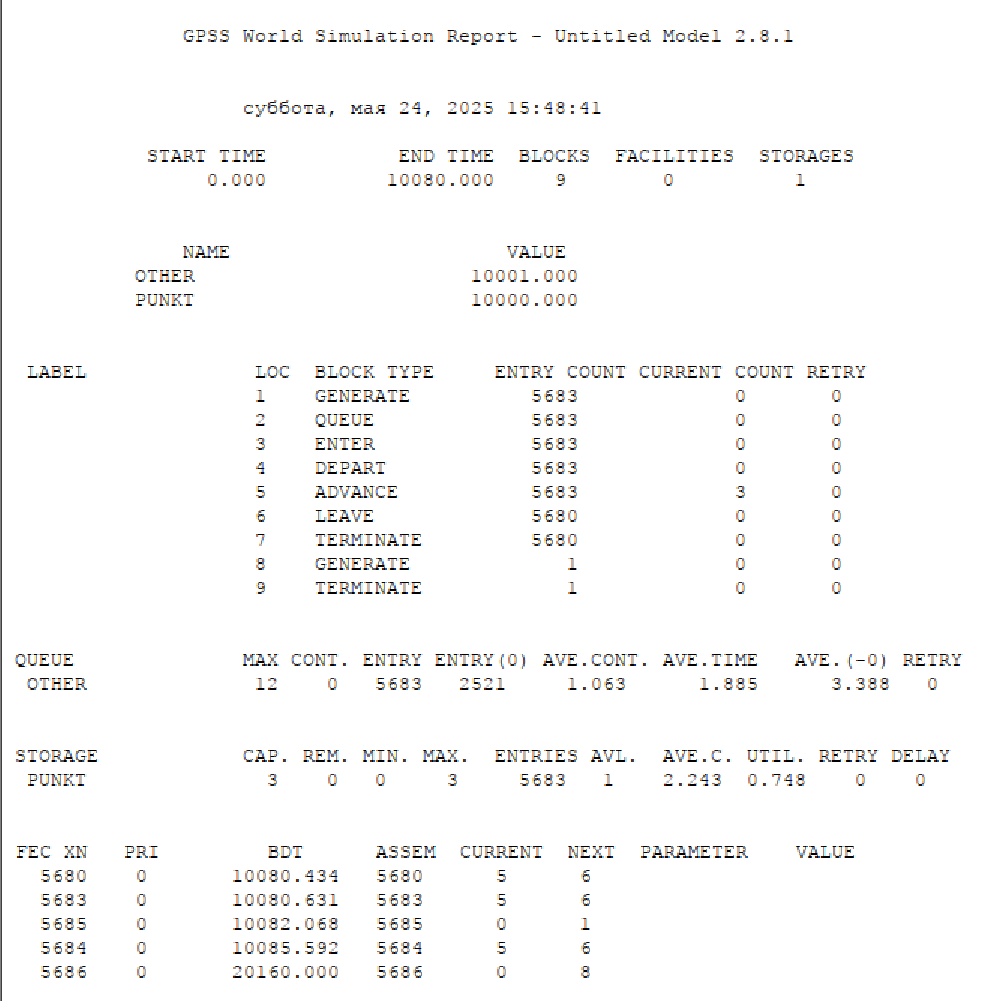 GPSS World Simulation Report - Untitled Model 2.8.1
суббота, мая 24, 2025 15:48:41
START TIME END TIME BLOCKS FACILITIES STORAGES
0.000 10080.000 9 0 1
NAME VALUE
OTHER 10001.000
PUNKT 10000.000
LABEL LOC BLOCK TYPE ENTRY COUNT CURRENT COUNT RETRY
1 GENERATE 5683 0 0
2 QUEUE 5683 0 0
3 ENTER 5683 0 0
4 DEPART 5683 0 0
5 ADVANCE 5683 3 0
6 LEAVE 5680 0 0
7 TERMINATE 5680 0 0
8 GENERATE 1 0 0
9 TERMINATE 1 0 0
QUEUE MAX CONT. ENTRY ENTRY(0) AVE.CONT. AVE.TIME AVE.(-0) RETRY
OTHER 12 0 5683 2521 1.063 1.885 3.388 0
STORAGE CAP. REM. MIN. MAX. ENTRIES AVL. AVE.C. UTIL. RETRY DELAY
PUNKT 3 0 0 3 5683 1 2.243 0.748 0 0
FEC XN PRI BDT ASSEM CURRENT NEXT PARAMETER VALUE
5680 0 10080.434 5680 5 6
5683 0 10080.631 5683 5 6
5685 0 10082.068 5685 0 1
5684 0 10085.592 5684 5 6
5686 0 20160.000 5686 0 8